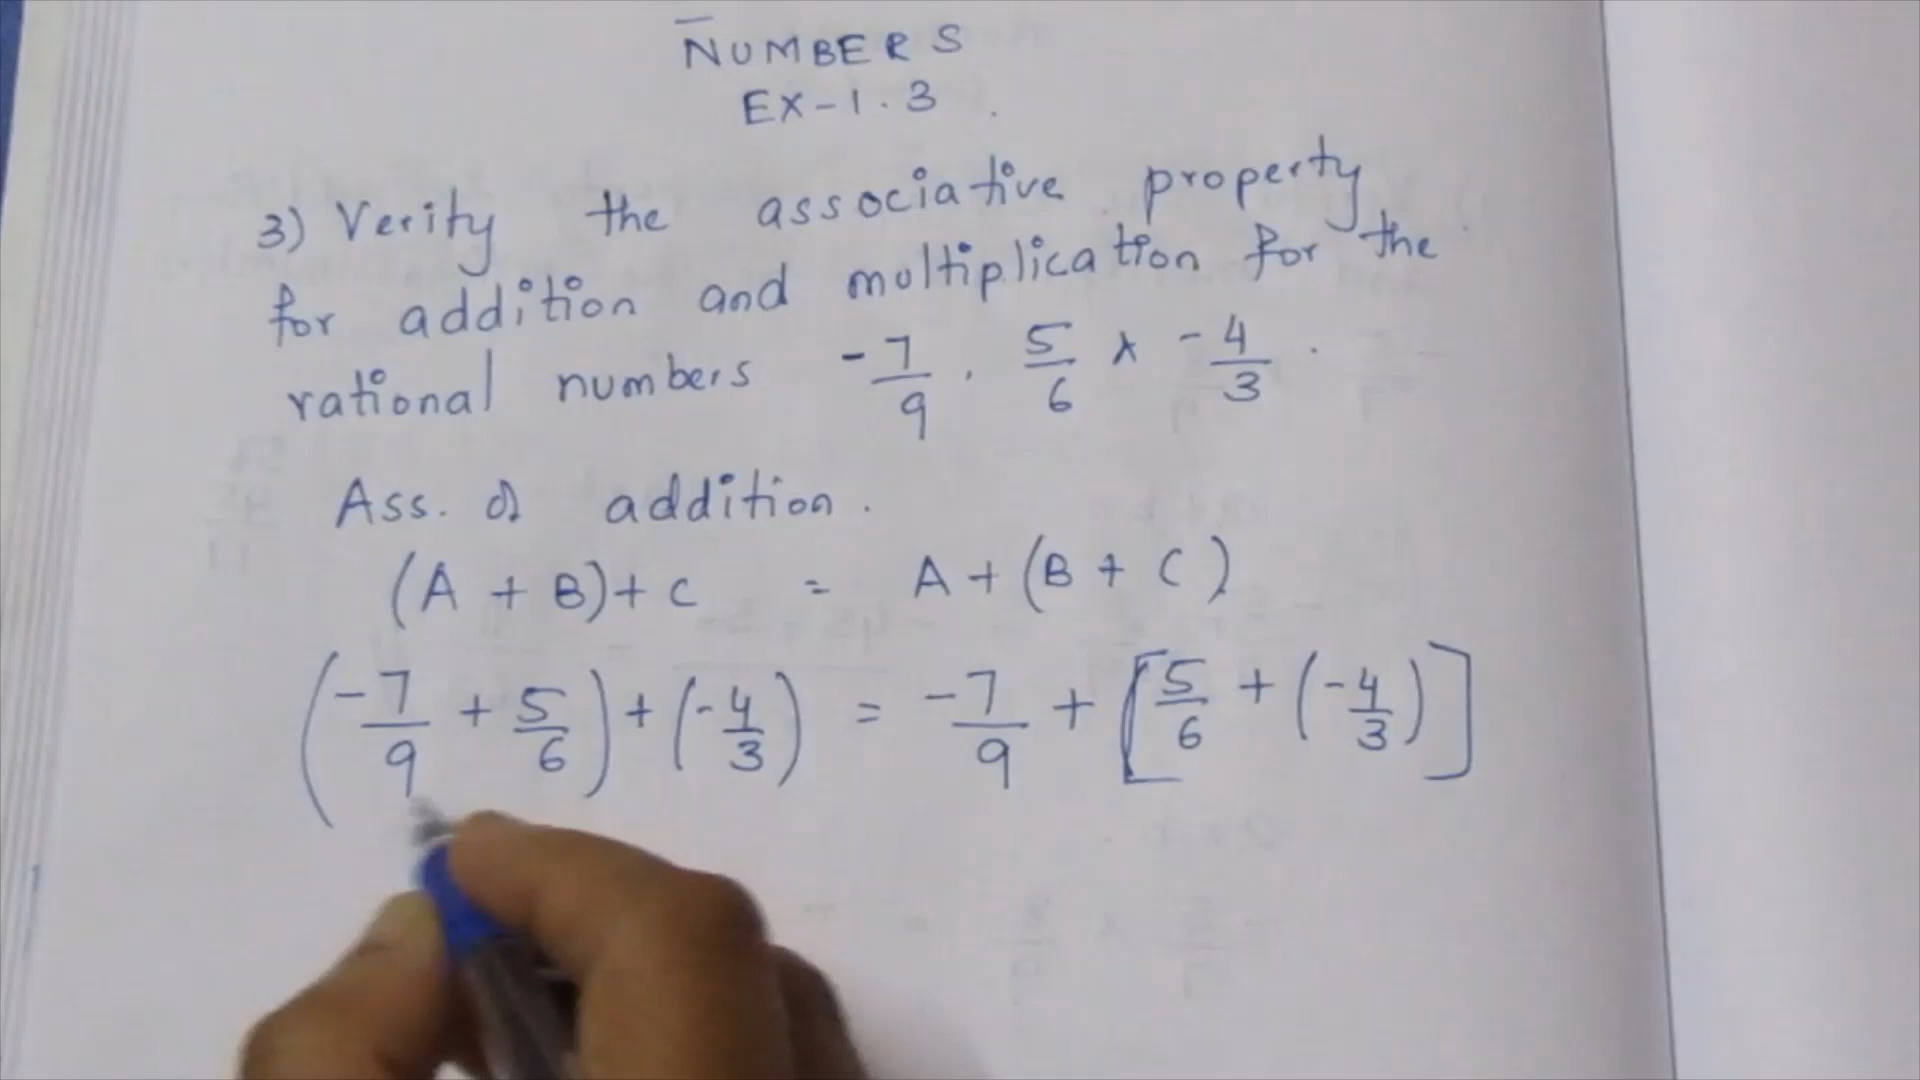 NUMBERS
EX-1.3
3) Verity the associative property
for addition and multiplication for the
rational numbers -7/9, 5/6 & -4/3.
Ass. of addition.
(A + B)+C = A+(B + C)
(-7/9 + 5/6)+(-4/3) = -7/9 + [5/6 + (-4/3)]